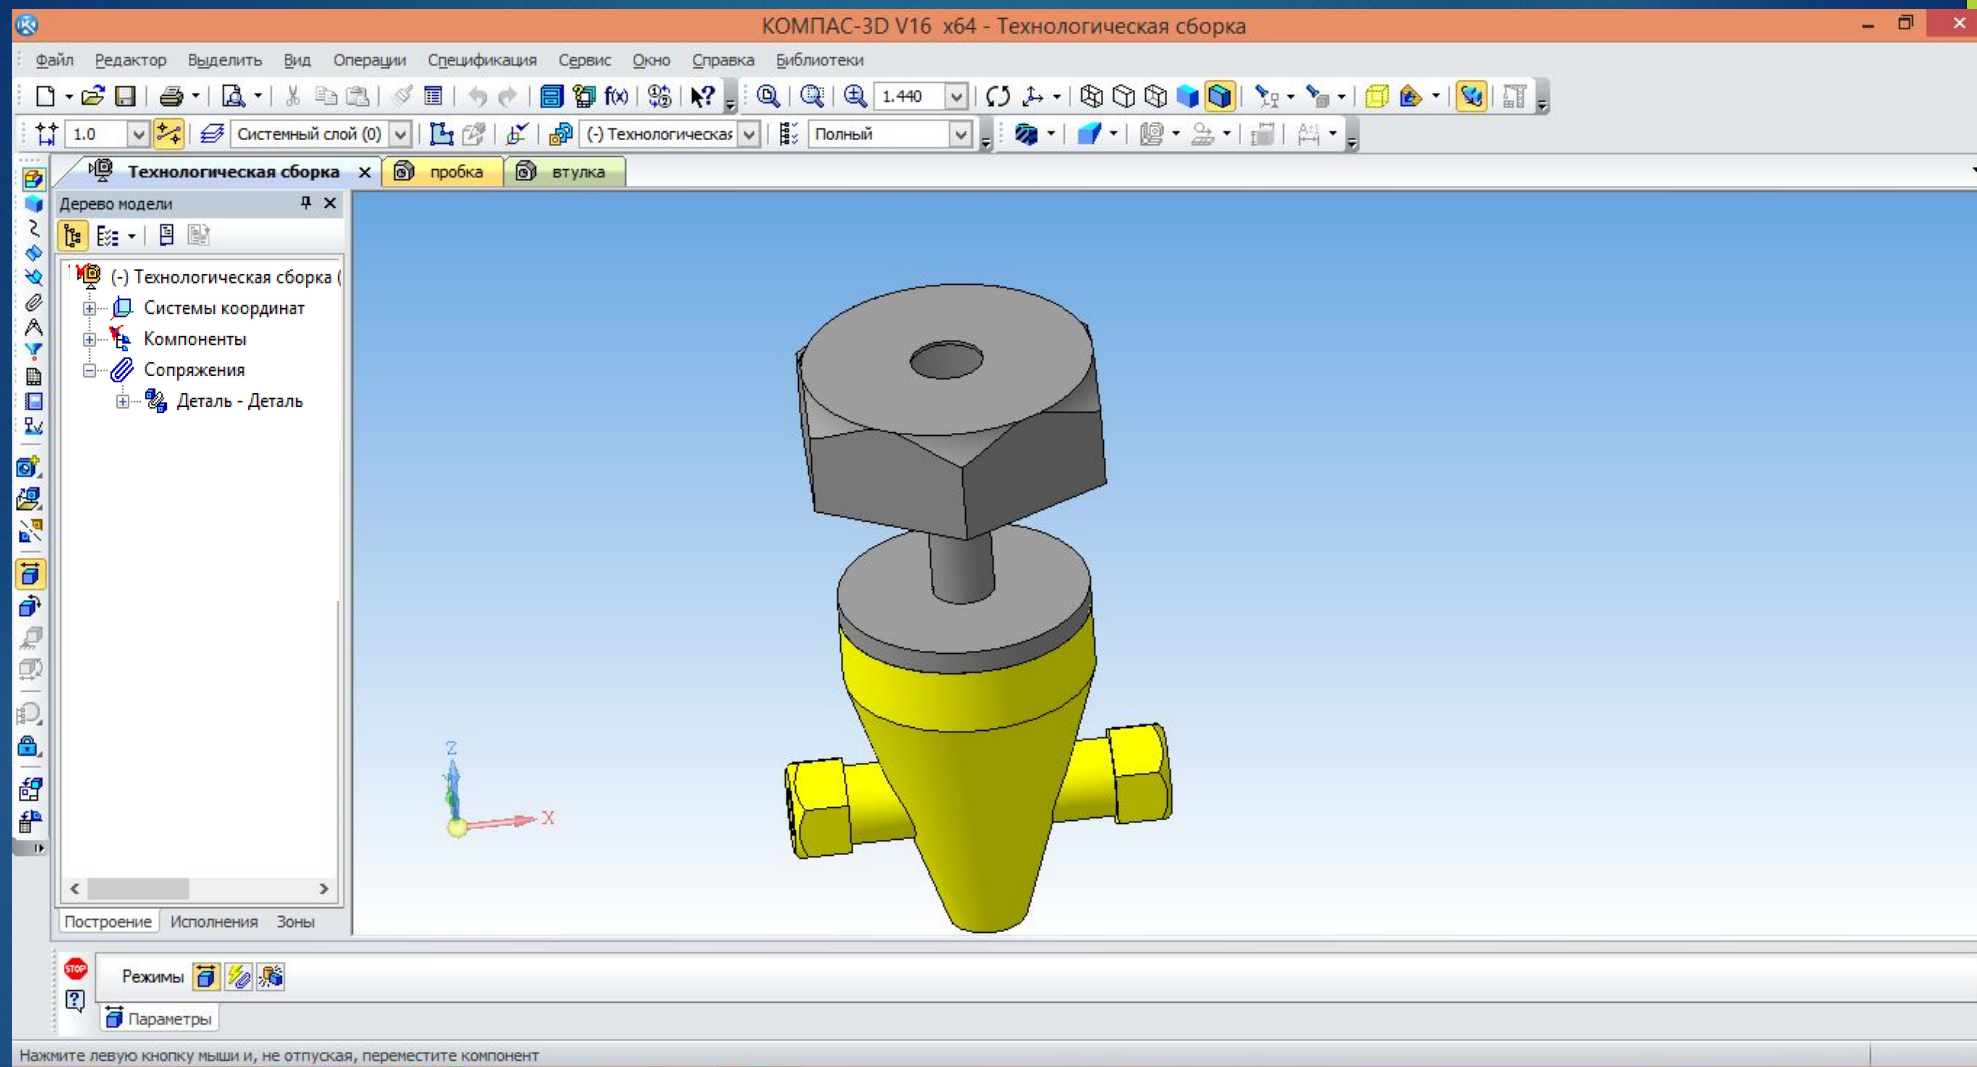 КОМПАС-3D V16 x64 - Технологическая сборка
Файл Редактор Выделить Вид Операции Спецификация Сервис Окно Справка Библиотеки
f(x) 1.440
1.0 Системный слой (0) (-) Технологическая Полный
Технологическая сборка пробка втулка
Дерево модели
(-) Технологическая сборка (
Системы координат
Компоненты
Сопряжения
Деталь - Деталь
Z
X
Построение Исполнения Зоны
STOP Режимы
Параметры
Нажмите левую кнопку мыши и, не отпуская, переместите компонент